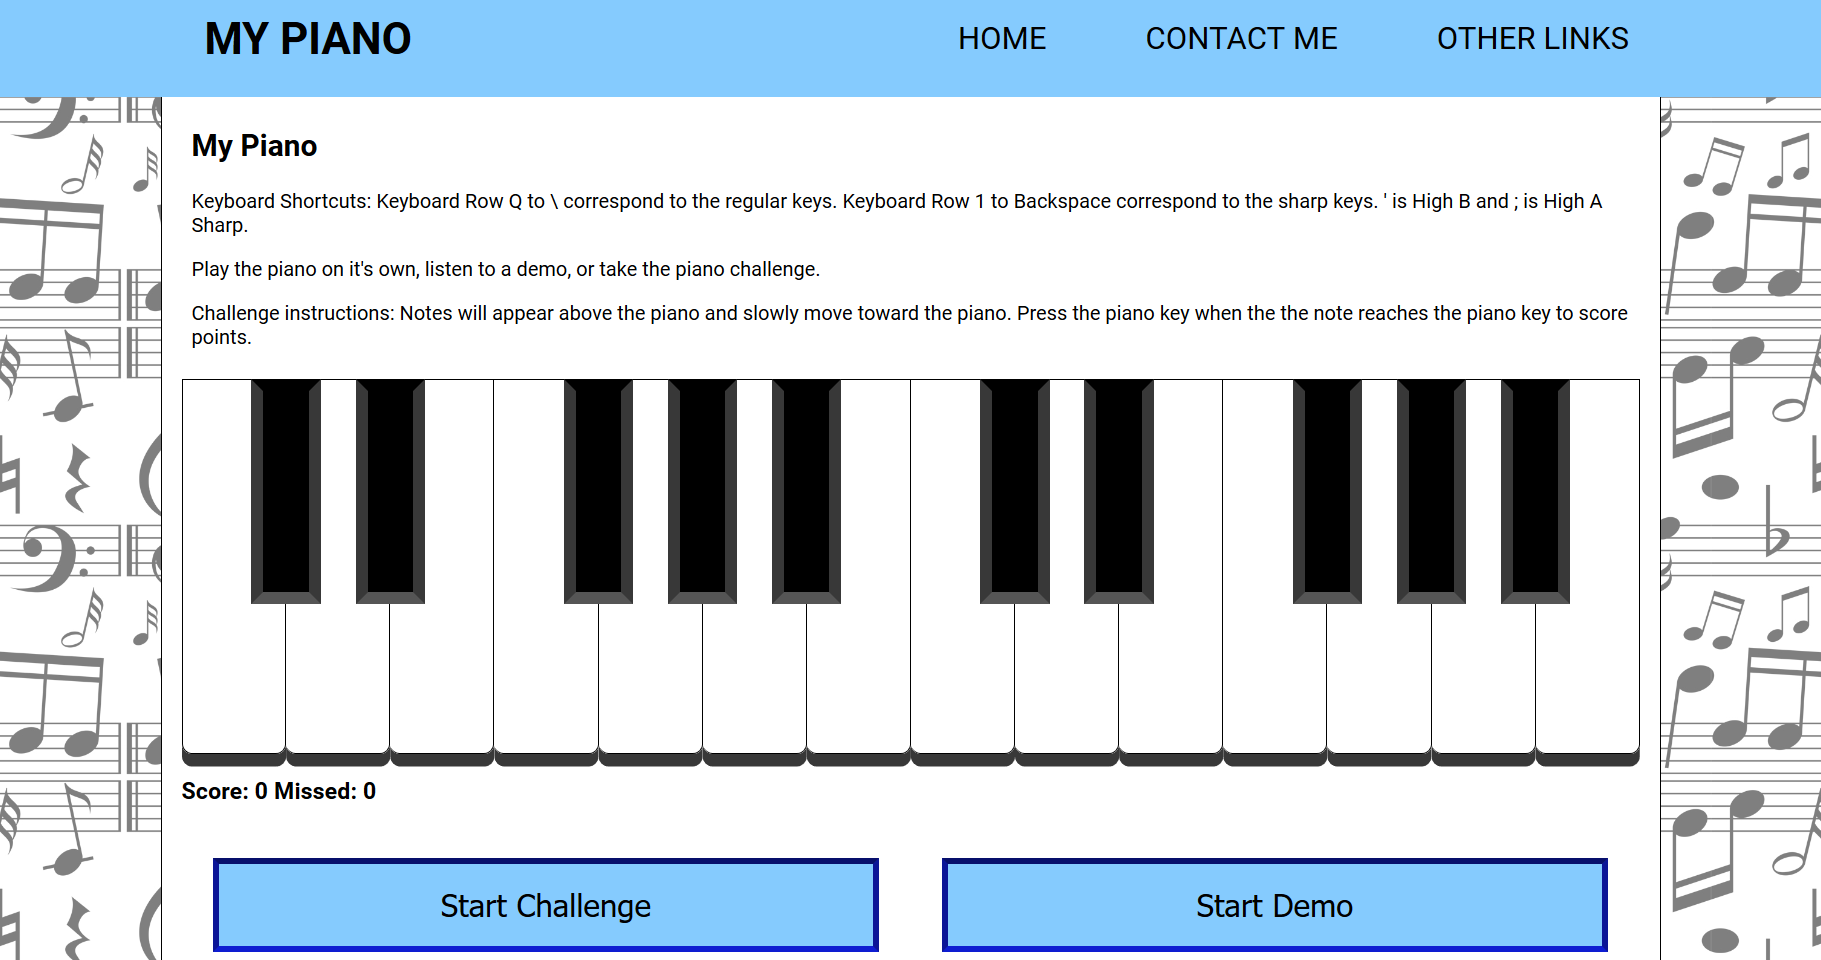 MY PIANO
HOME
CONTACT ME
OTHER LINKS
My Piano
Keyboard Shortcuts: Keyboard Row Q to \ correspond to the regular keys. Keyboard Row 1 to Backspace correspond to the sharp keys. ' is High B and ; is High A
Sharp.
Play the piano on it's own, listen to a demo, or take the piano challenge.
Challenge instructions: Notes will appear above the piano and slowly move toward the piano. Press the piano key when the the note reaches the piano key to score
points.
Score: 0 Missed: 0
Start Challenge
Start Demo